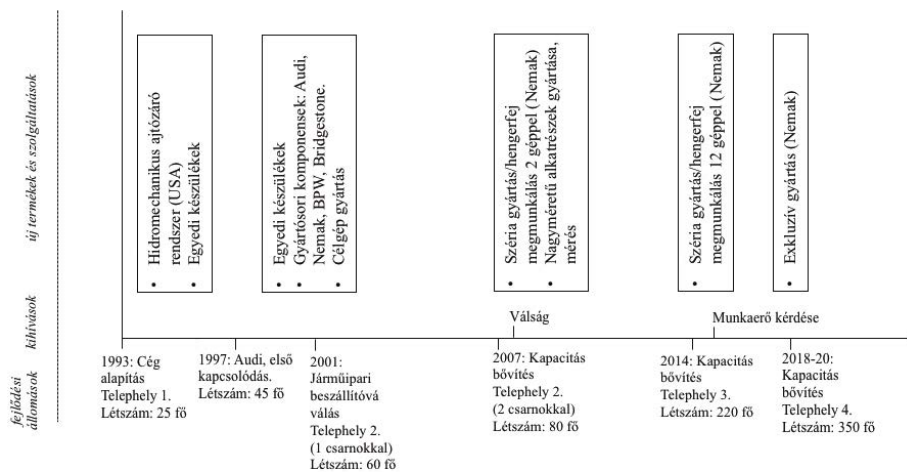 új termékek és szolgáltatások
• Hidromechanikus ajtózáró
rendszer (USA)
• Egyedi készülékek
• Egyedi készülékek
• Gyártósori komponensek: Audi,
Nemak, BPW, Bridgestone.
• Célgép gyártás
• Széria gyártás/hengerfej
megmunkálás 2 géppel (Nemak)
• Nagyméretű alkatrészek gyártása,
mérés
• Széria gyártás/hengerfej
megmunkálás 12 géppel (Nemak)
• Exkluzív gyártás (Nemak)
kihívások
Válság
Munkaerő kérdése
fejlődési
állomások
1993: Cég
alapítás
Telephely 1.
Létszám: 25 fő
1997: Audi, első
kapcsolódás.
Létszám: 45 fő
2001:
Járműipari
beszállítóvá
válás
Telephely 2.
(1 csarnokkal)
Létszám: 60 fő
2007: Kapacitás
bővítés
Telephely 2.
(2 csarnokkal)
Létszám: 80 fő
2014: Kapacitás
bővítés
Telephely 3.
Létszám: 220 fő
2018-20:
Kapacitás
bővítés
Telephely 4.
Létszám: 350 fő